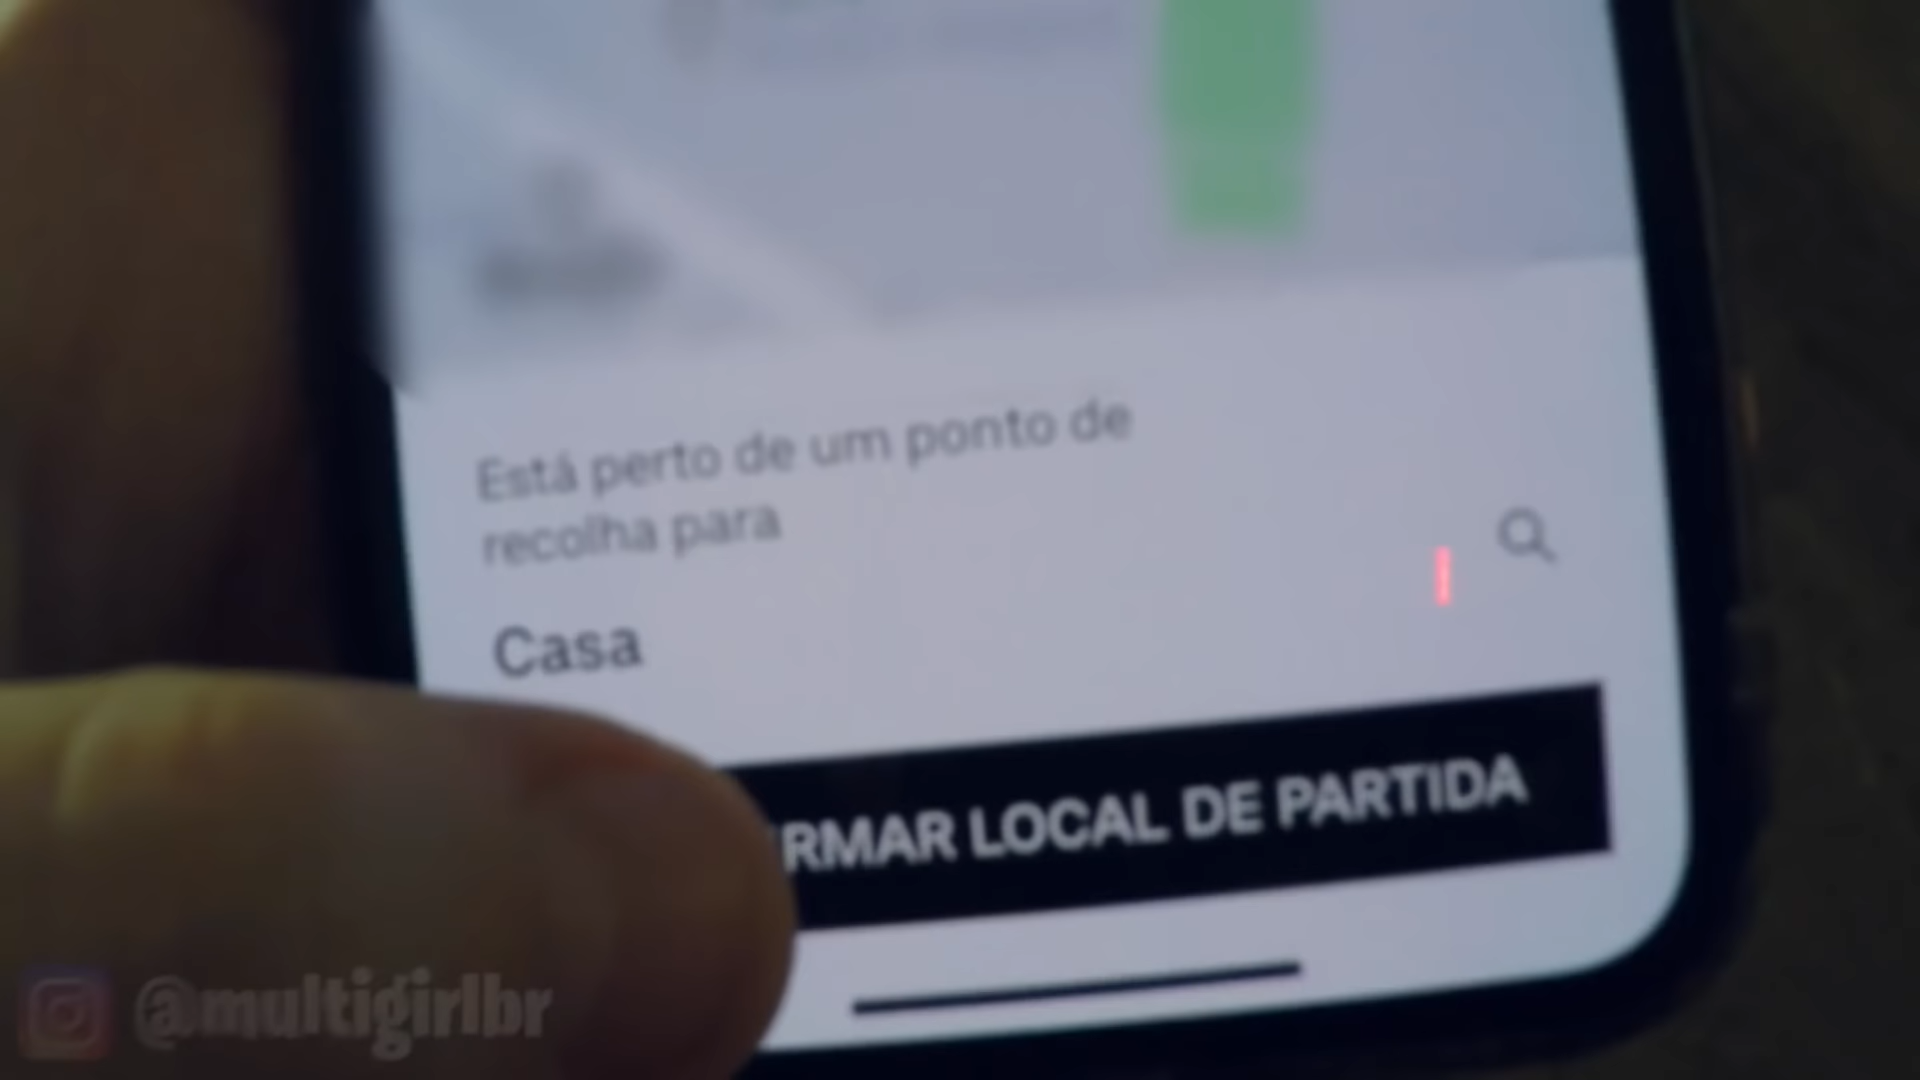 Está perto de um ponto de
recolha para
Casa
RMAR LOCAL DE PARTIDA
@multigirlbr